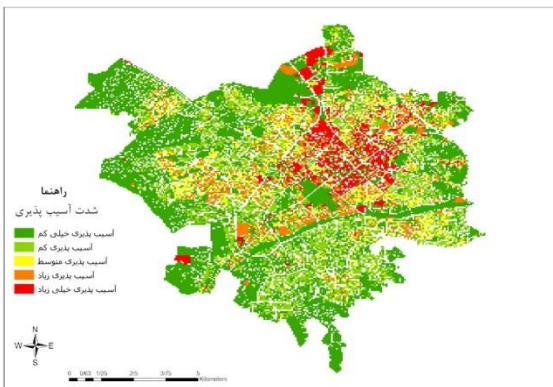 راهنما
شدت آسیب پذیری
آسیب پذیری خیلی کم
آسیب پذیری کم
آسیب پذیری متوسط
آسیب پذیری زیاد
آسیب پذیری خیلی زیاد
N
W E
S
0 0/63 1/25 2/5 3/75 5
Kilometers